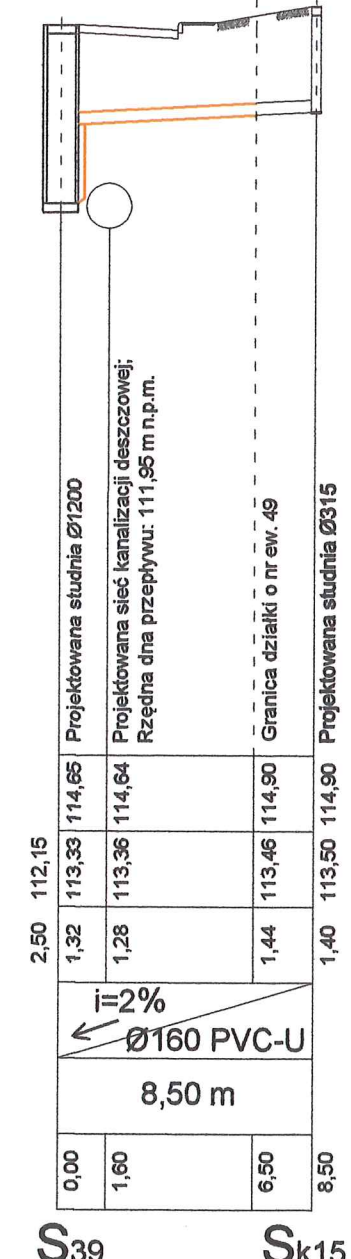 Projektowana studnia Ø1200
Projektowana sieć kanalizacji deszczowej;
Rzędna dna przepływu: 111,95 m n.p.m.
Granica działki o nr ew. 49
Projektowana studnia Ø315
114,65
114,64
114,90
114,90
112,15
113,33
113,36
113,46
113,50
2,50
1,32
1,28
1,44
1,40
i=2%
Ø160 PVC-U
8,50 m
0,00
1,60
6,50
8,50
S39
Sk15